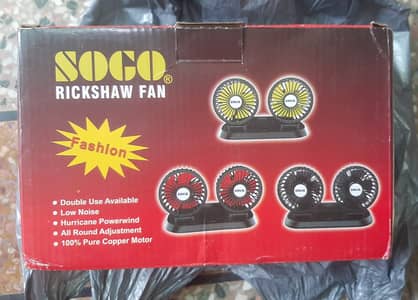 SOGO®
RICKSHAW FAN
Fashion
• Double Use Available
• Low Noise
• Hurricane Powerwind
• All Round Adjustment
• 100% Pure Copper Motor